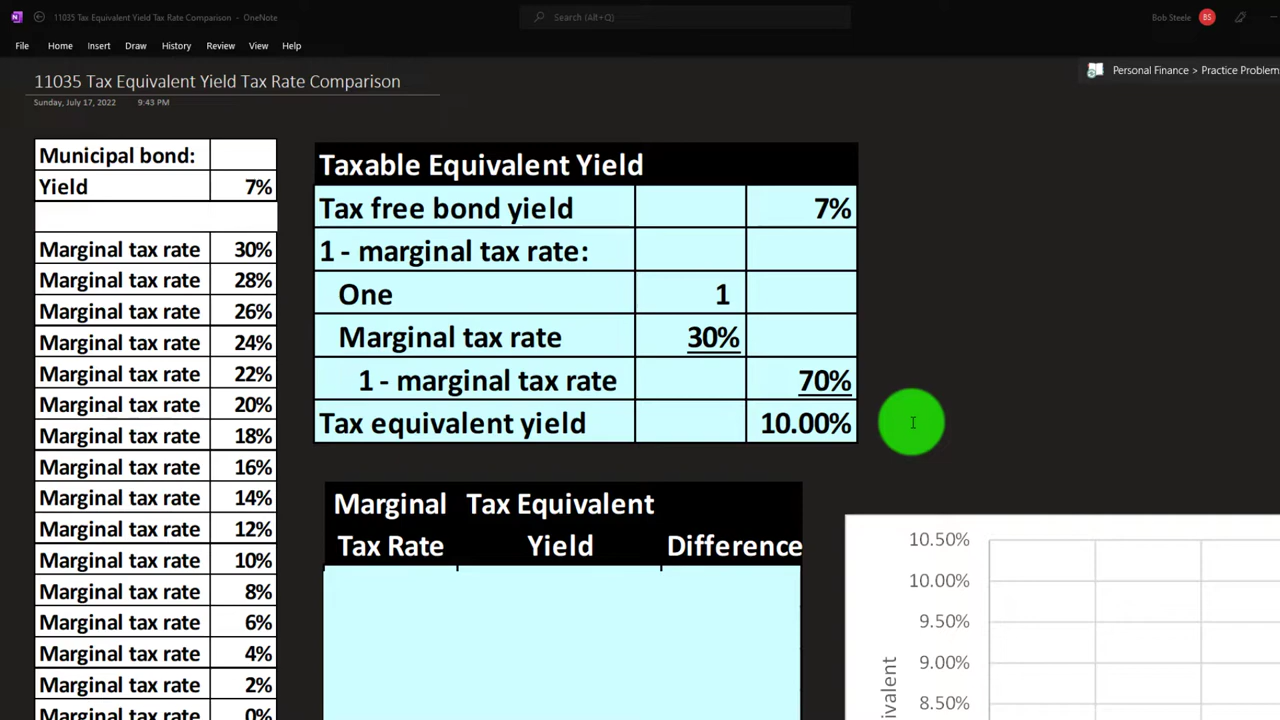 11035 Tax Equivalent Yield Tax Rate Comparison - OneNote
Search (Alt+Q)
Bob Steele BS
File Home Insert Draw History Review View Help
11035 Tax Equivalent Yield Tax Rate Comparison
Personal Finance > Practice Problem
Sunday, July 17, 2022 9:43 PM
Municipal bond:
Yield 7%
Marginal tax rate 30%
Marginal tax rate 28%
Marginal tax rate 26%
Marginal tax rate 24%
Marginal tax rate 22%
Marginal tax rate 20%
Marginal tax rate 18%
Marginal tax rate 16%
Marginal tax rate 14%
Marginal tax rate 12%
Marginal tax rate 10%
Marginal tax rate 8%
Marginal tax rate 6%
Marginal tax rate 4%
Marginal tax rate 2%
Marginal tax rate 0%
Taxable Equivalent Yield
Tax free bond yield 7%
1 - marginal tax rate:
One 1
Marginal tax rate 30%
1 - marginal tax rate 70%
Tax equivalent yield 10.00%
Marginal Tax Equivalent
Tax Rate Yield Difference
10.50%
10.00%
9.50%
9.00%
8.50%
ivalent